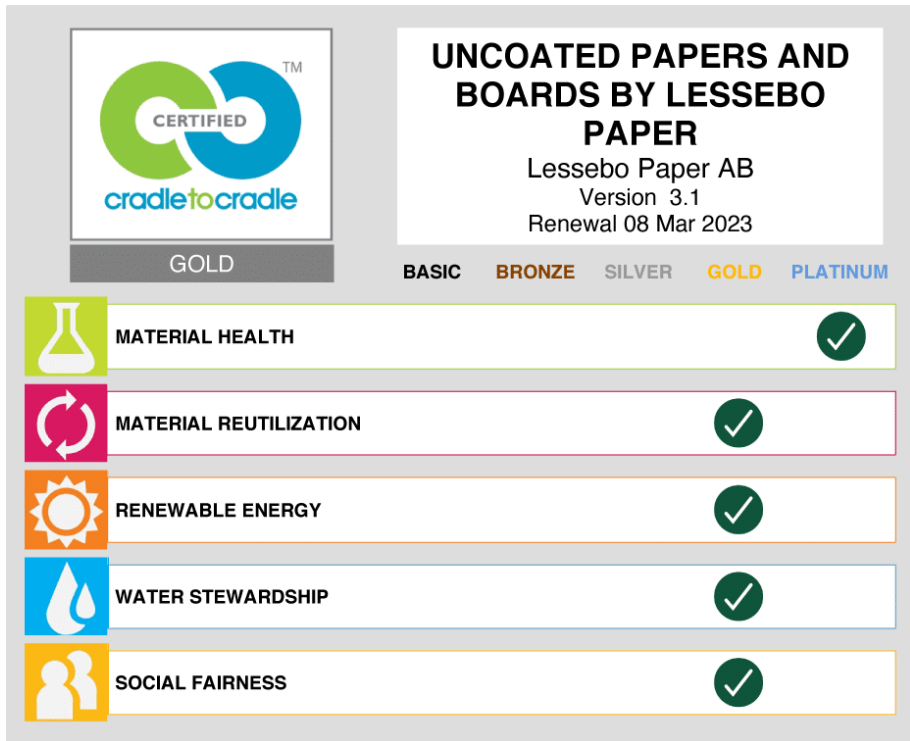 CERTIFIED
TM
cradletocradle
GOLD
UNCOATED PAPERS AND
BOARDS BY LESSEBO
PAPER
Lessebo Paper AB
Version 3.1
Renewal 08 Mar 2023
BASIC BRONZE SILVER GOLD PLATINUM
MATERIAL HEALTH
MATERIAL REUTILIZATION
RENEWABLE ENERGY
WATER STEWARDSHIP
SOCIAL FAIRNESS